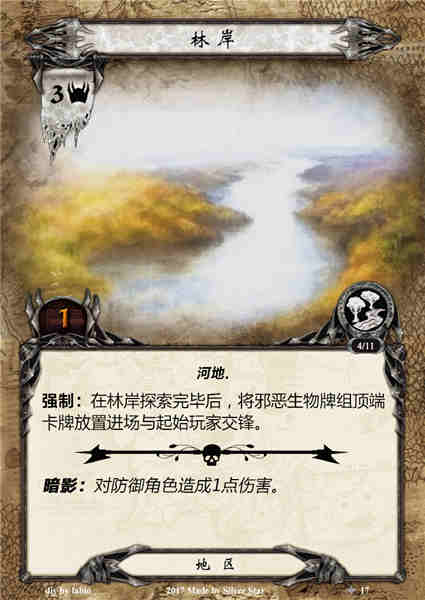 林岸
3
1
4/11
河地.
强制：在林岸探索完毕后，将邪恶生物牌组顶端
卡牌放置进场与起始玩家交锋。
暗影：对防御角色造成1点伤害。
地区
diy by fabio
2017 Made by Silver Star
17